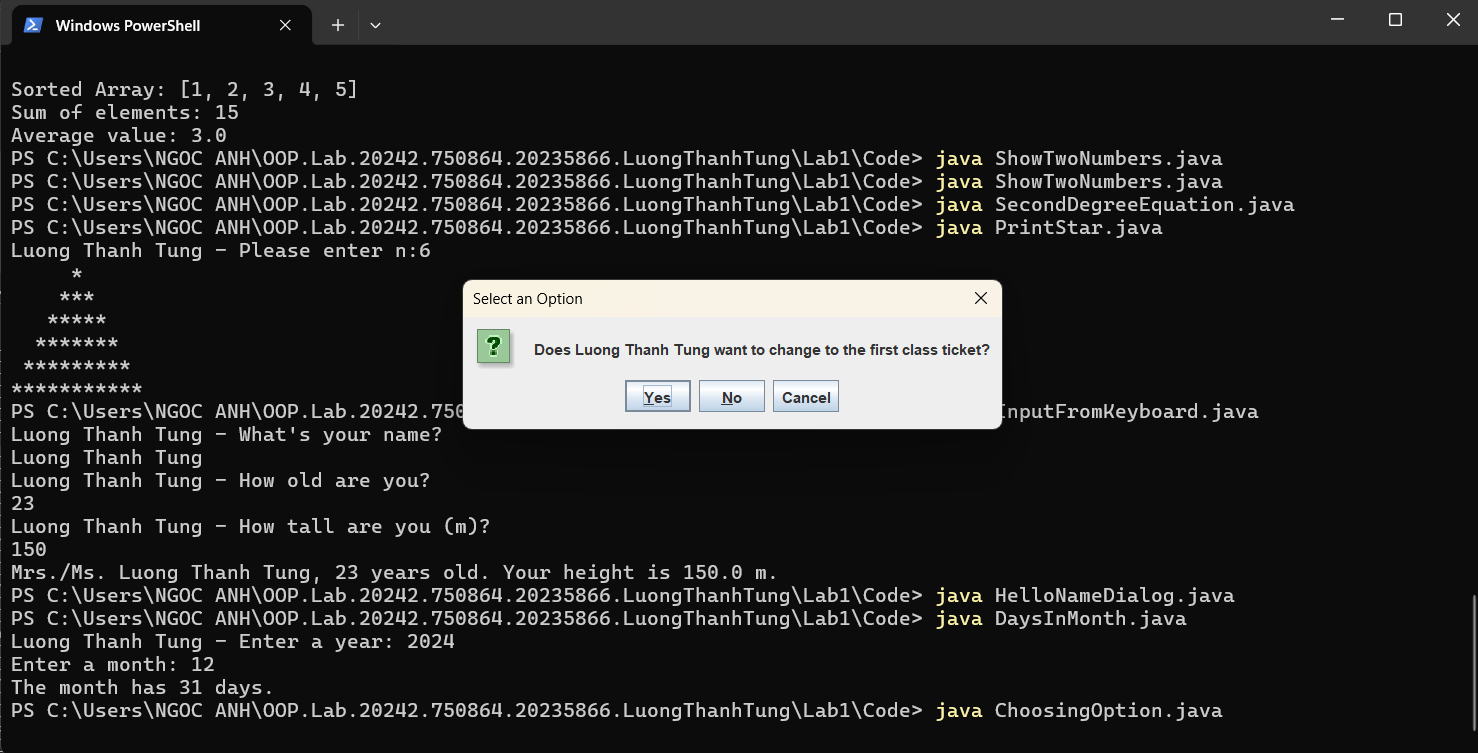 Windows PowerShell
Sorted Array: [1, 2, 3, 4, 5]
Sum of elements: 15
Average value: 3.0
PS C:\Users\NGOC ANH\OOP.Lab.20242.750864.20235866.LuongThanhTung\Lab1\Code> java ShowTwoNumbers.java
PS C:\Users\NGOC ANH\OOP.Lab.20242.750864.20235866.LuongThanhTung\Lab1\Code> java ShowTwoNumbers.java
PS C:\Users\NGOC ANH\OOP.Lab.20242.750864.20235866.LuongThanhTung\Lab1\Code> java SecondDegreeEquation.java
PS C:\Users\NGOC ANH\OOP.Lab.20242.750864.20235866.LuongThanhTung\Lab1\Code> java PrintStar.java
Luong Thanh Tung - Please enter n:6
     *
    ***
   *****
  *******
 *********
***********
PS C:\Users\NGOC ANH\OOP.Lab.20242.750 InputFromKeyboard.java
Luong Thanh Tung - What's your name?
Luong Thanh Tung
Luong Thanh Tung - How old are you?
23
Luong Thanh Tung - How tall are you (m)?
150
Mrs./Ms. Luong Thanh Tung, 23 years old. Your height is 150.0 m.
PS C:\Users\NGOC ANH\OOP.Lab.20242.750864.20235866.LuongThanhTung\Lab1\Code> java HelloNameDialog.java
PS C:\Users\NGOC ANH\OOP.Lab.20242.750864.20235866.LuongThanhTung\Lab1\Code> java DaysInMonth.java
Luong Thanh Tung - Enter a year: 2024
Enter a month: 12
The month has 31 days.
PS C:\Users\NGOC ANH\OOP.Lab.20242.750864.20235866.LuongThanhTung\Lab1\Code> java ChoosingOption.java
Select an Option
? Does Luong Thanh Tung want to change to the first class ticket?
Yes No Cancel